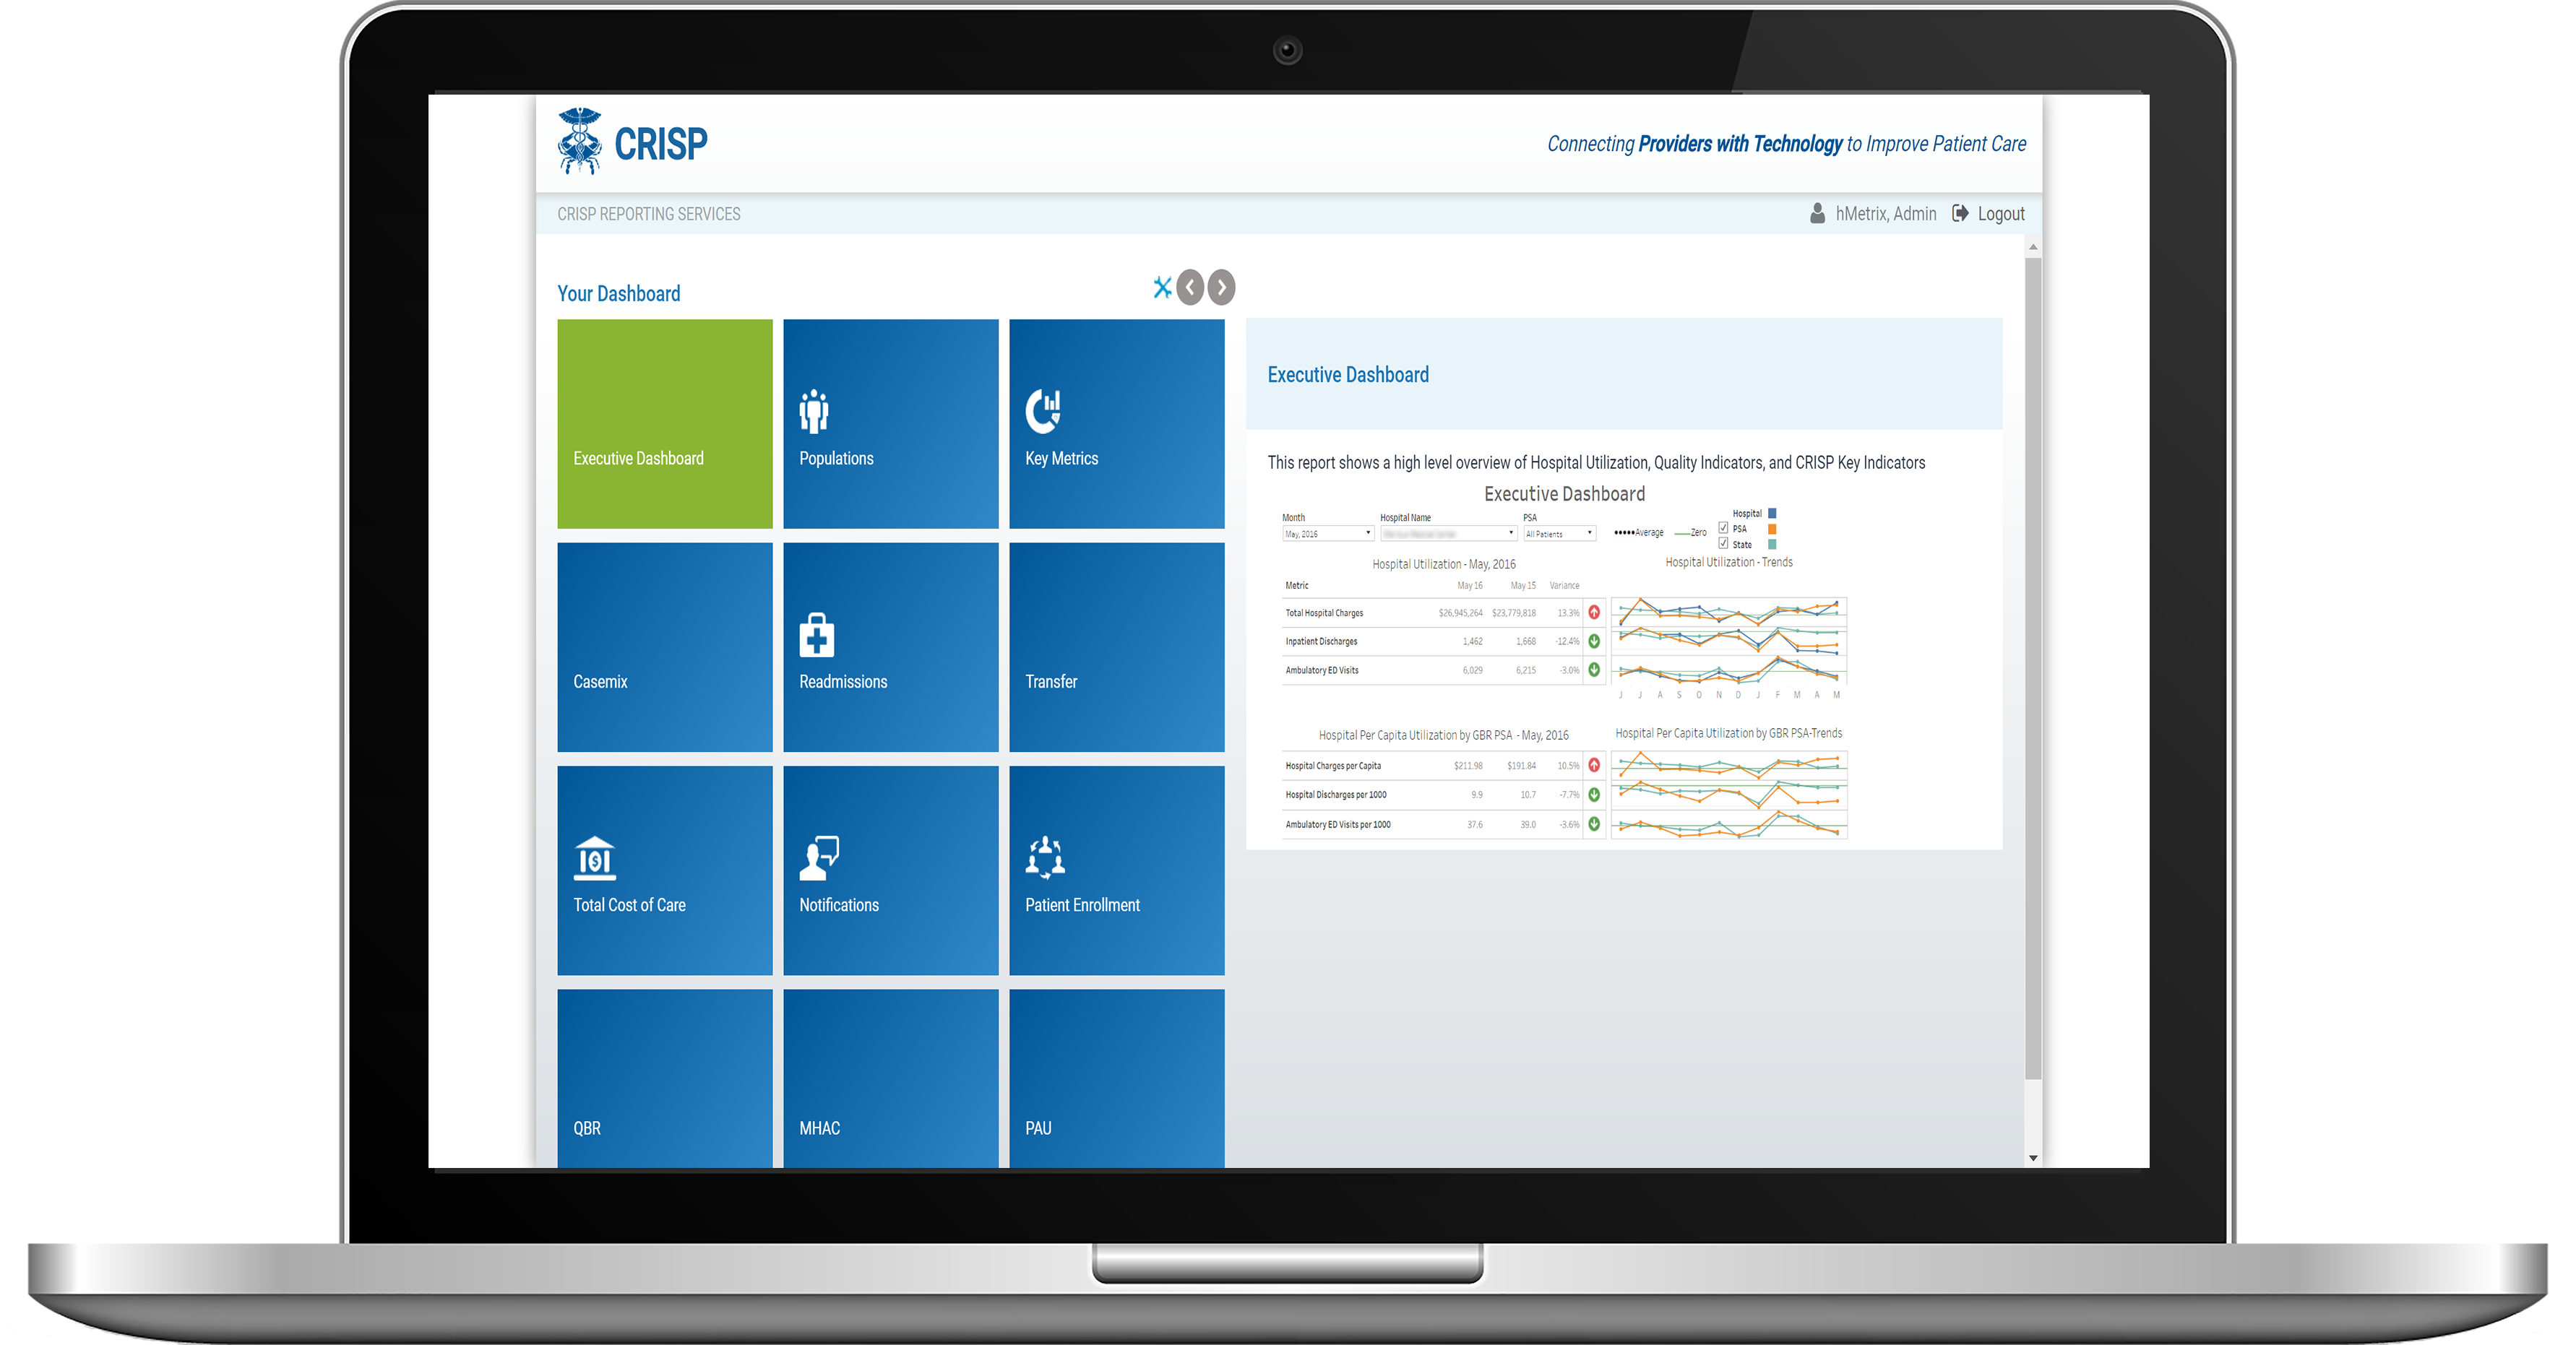 CRISP
Connecting Providers with Technology to Improve Patient Care
CRISP REPORTING SERVICES
hMetrix, Admin Logout
Your Dashboard
Executive Dashboard
Populations
Key Metrics
Casemix
Readmissions
Transfer
Total Cost of Care
Notifications
Patient Enrollment
QBR
MHAC
PAU
Executive Dashboard
This report shows a high level overview of Hospital Utilization, Quality Indicators, and CRISP Key Indicators
Executive Dashboard
Month Hospital Name PSA
May, 2016 All Patients
Average Zero
Hospital
PSA
State
Hospital Utilization - May, 2016
Metric May 16 May 15 Variance
Total Hospital Charges $26,945,264 $23,779,818 13.3%
Inpatient Discharges 1,462 1,668 -12.4%
Ambulatory ED Visits 6,029 6,215 -3.0%
Hospital Utilization - Trends
J J A S O N D J F M A M
Hospital Per Capita Utilization by GBR PSA - May, 2016
Hospital Charges per Capita $211.98 $191.84 10.5%
Hospital Discharges per 1000 9.9 10.7 -7.7%
Ambulatory ED Visits per 1000 37.6 39.0 -3.6%
Hospital Per Capita Utilization by GBR PSA-Trends